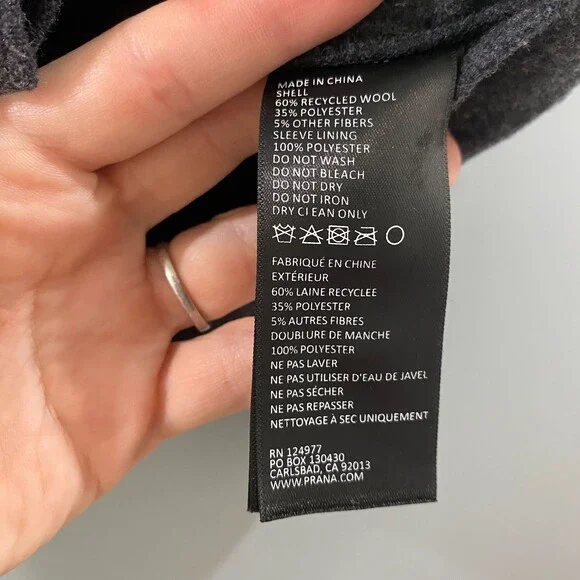 MADE IN CHINA
SHELL
60% RECYCLED WOOL
35% POLYESTER
5% OTHER FIBERS
SLEEVE LINING
100% POLYESTER
DO NOT WASH
DO NOT BLEACH
DO NOT DRY
DO NOT IRON
DRY CLEAN ONLY
FABRIQUÉ EN CHINE
EXTÉRIEUR
60% LAINE RECYCLEE
35% POLYESTER
5% AUTRES FIBRES
DOUBLURE DE MANCHE
100% POLYESTER
NE PAS LAVER
NE PAS UTILISER D'EAU DE JAVEL
NE PAS SÉCHER
NE PAS REPASSER
NETTOYAGE À SEC UNIQUEMENT
RN 124977
PO BOX 130430
CARLSBAD, CA 92013
WWW.PRANA.COM